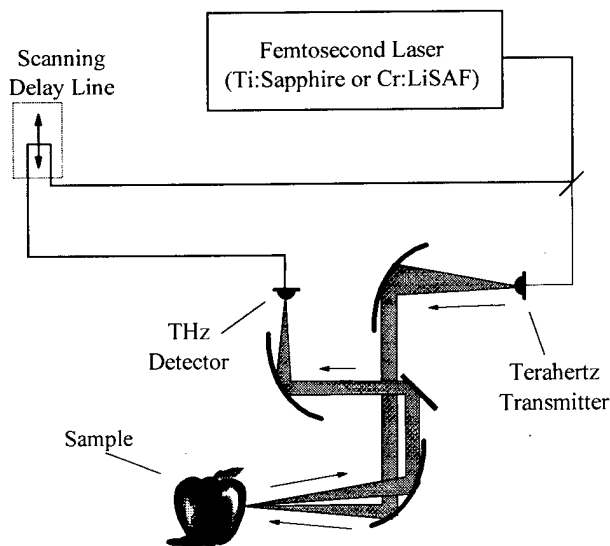 Scanning
Delay Line
Femtosecond Laser
(Ti:Sapphire or Cr:LiSAF)
THz
Detector
Terahertz
Transmitter
Sample